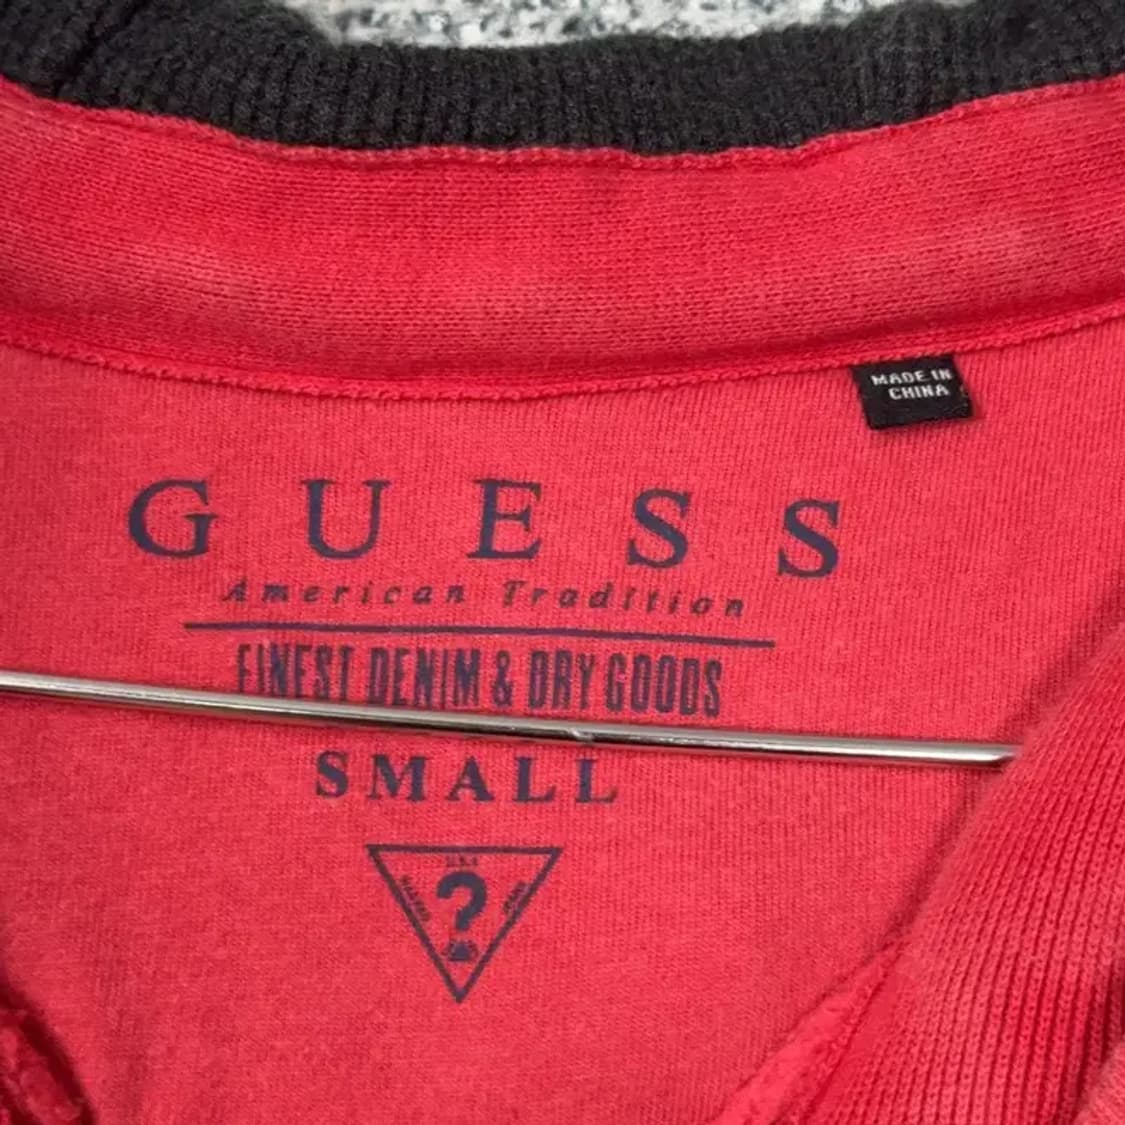 MADE IN
CHINA
GUESS
American Tradition
FINEST DENIM & DRY GOODS
SMALL
?